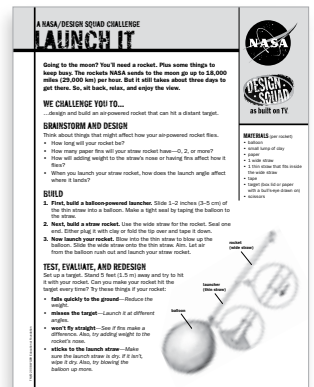 A NASA/DESIGN SQUAD CHALLENGE
LAUNCH IT
NASA
Going to the moon? You'll need a rocket. Plus some things to
keep busy. The rockets NASA sends to the moon go up to 18,000
miles (29,000 km) per hour. But it still takes about three days to
get there. So, sit back, relax, and enjoy the view.
DESIGN
SQUAD
as built on TV
WE CHALLENGE YOU TO...
...design and build an air-powered rocket that can hit a distant target.
BRAINSTORM AND DESIGN
Think about things that might affect how your air-powered rocket flies.
• How long will your rocket be?
• How many paper fins will your straw rocket have—0, 2, or more?
• How will adding weight to the straw's nose or having fins affect how it
flies?
• When you launch your straw rocket, how does the launch angle affect
where it lands?
MATERIALS (per rocket)
• balloon
• small lump of clay
• paper
• 1 wide straw
• 1 thin straw that fits inside
the wide straw
• tape
• target (box lid or paper
with a bull's-eye drawn on)
• scissors
BUILD
1. First, build a balloon-powered launcher. Slide 1–2 inches (3–5 cm) of
the thin straw into a balloon. Make a tight seal by taping the balloon to
the straw.
2. Next, build a straw rocket. Use the wide straw for the rocket. Seal one
end. Either plug it with clay or fold the tip over and tape it down.
3. Now launch your rocket. Blow into the thin straw to blow up the
balloon. Slide the wide straw onto the thin straw. Aim. Let air
from the balloon rush out and launch your straw rocket.
TEST, EVALUATE, AND REDESIGN
Set up a target. Stand 5 feet (1.5 m) away and try to hit
it with your rocket. Can you make your rocket hit the
target every time? Try these things if your rocket:
• falls quickly to the ground—Reduce the
weight.
• misses the target—Launch it at different
angles.
• won't fly straight—See if fins make a
difference. Also, try adding weight to the
rocket's nose.
• sticks to the launch straw—Make
sure the launch straw is dry. If it isn't,
wipe it dry. Also, try blowing the
balloon up more.
rocket
(wide straw)
launcher
(thin straw)
balloon